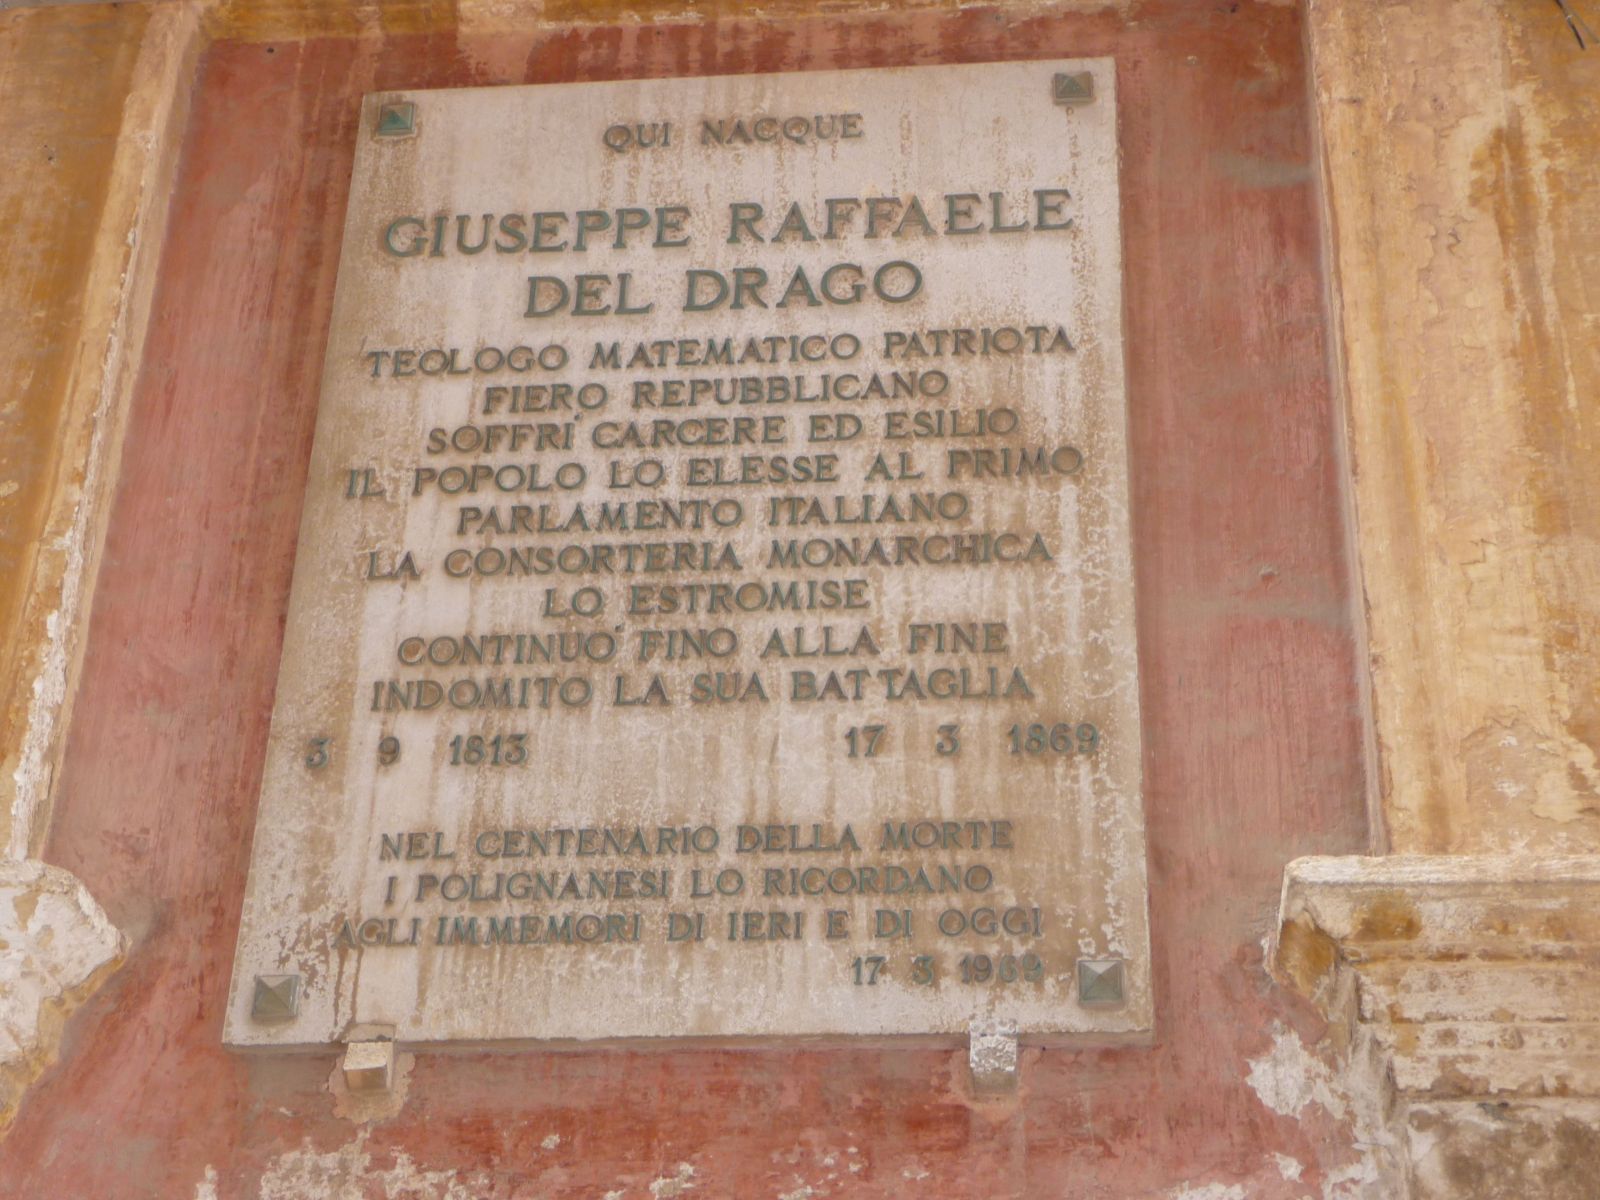 QUI NACQUE
GIUSEPPE RAFFAELE
DEL DRAGO
TEOLOGO MATEMATICO PATRIOTA
FIERO REPUBBLICANO
SOFFRI' CARCERE ED ESILIO
IL POPOLO LO ELESSE AL PRIMO
PARLAMENTO ITALIANO
LA CONSORTERIA MONARCHICA
LO ESTROMISE
CONTINUO' FINO ALLA FINE
INDOMITO LA SUA BATTAGLIA
3 9 1813 17 3 1869
NEL CENTENARIO DELLA MORTE
I POLIGNANESI LO RICORDANO
AGLI IMMEMORI DI IERI E DI OGGI
17 3 1969